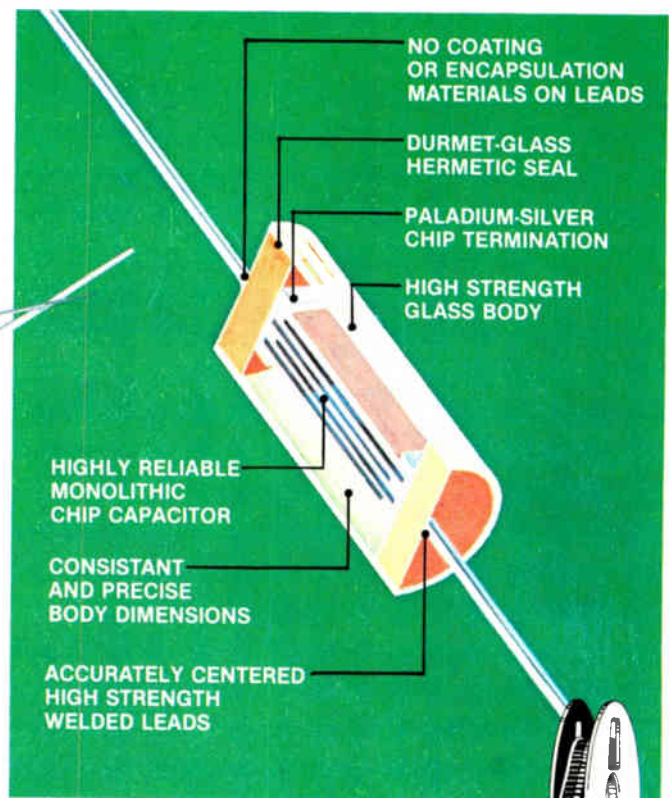 NO COATING
OR ENCAPSULATION
MATERIALS ON LEADS
DURMET-GLASS
HERMETIC SEAL
PALADIUM-SILVER
CHIP TERMINATION
HIGH STRENGTH
GLASS BODY
HIGHLY RELIABLE
MONOLITHIC
CHIP CAPACITOR
CONSISTANT
AND PRECISE
BODY DIMENSIONS
ACCURATELY CENTERED
HIGH STRENGTH
WELDED LEADS